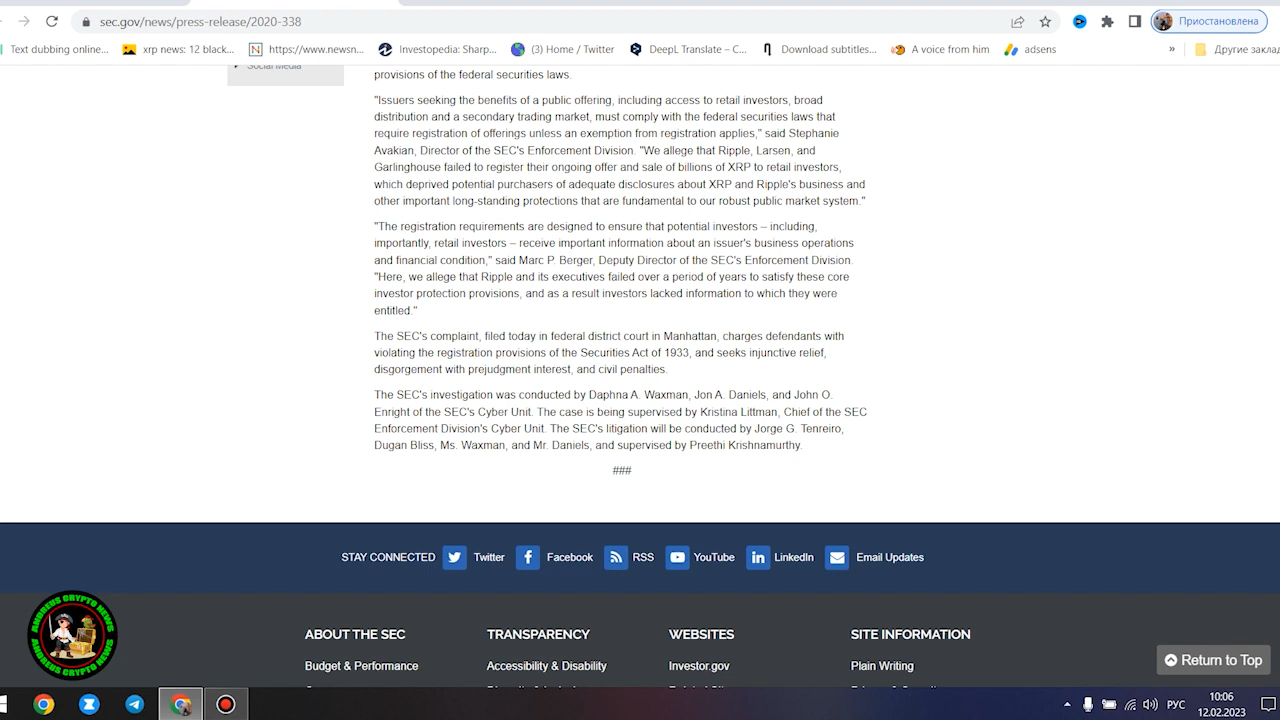 sec.gov/news/press-release/2020-338
Приостановлена
Text dubbing online...
xrp news: 12 black...
https://www.newsn...
Investopedia: Sharp...
(3) Home / Twitter
DeepL Translate – C...
Download subtitles...
A voice from him
adsens
»
Другие заклад
Social Media
provisions of the federal securities laws.
"Issuers seeking the benefits of a public offering, including access to retail investors, broad
distribution and a secondary trading market, must comply with the federal securities laws that
require registration of offerings unless an exemption from registration applies," said Stephanie
Avakian, Director of the SEC's Enforcement Division. "We allege that Ripple, Larsen, and
Garlinghouse failed to register their ongoing offer and sale of billions of XRP to retail investors,
which deprived potential purchasers of adequate disclosures about XRP and Ripple's business and
other important long-standing protections that are fundamental to our robust public market system."
"The registration requirements are designed to ensure that potential investors – including,
importantly, retail investors – receive important information about an issuer's business operations
and financial condition," said Marc P. Berger, Deputy Director of the SEC's Enforcement Division.
"Here, we allege that Ripple and its executives failed over a period of years to satisfy these core
investor protection provisions, and as a result investors lacked information to which they were
entitled."
The SEC's complaint, filed today in federal district court in Manhattan, charges defendants with
violating the registration provisions of the Securities Act of 1933, and seeks injunctive relief,
disgorgement with prejudgment interest, and civil penalties.
The SEC's investigation was conducted by Daphna A. Waxman, Jon A. Daniels, and John O.
Enright of the SEC's Cyber Unit. The case is being supervised by Kristina Littman, Chief of the SEC
Enforcement Division's Cyber Unit. The SEC's litigation will be conducted by Jorge G. Tenreiro,
Dugan Bliss, Ms. Waxman, and Mr. Daniels, and supervised by Preethi Krishnamurthy.
###
STAY CONNECTED Twitter Facebook RSS YouTube LinkedIn Email Updates
ANDREUS CRYPTO NEWS
ANDREUS CRYPTO NEWS
ABOUT THE SEC TRANSPARENCY WEBSITES SITE INFORMATION
Budget & Performance Accessibility & Disability Investor.gov Plain Writing
Return to Top
РУС
10:06
12.02.2023